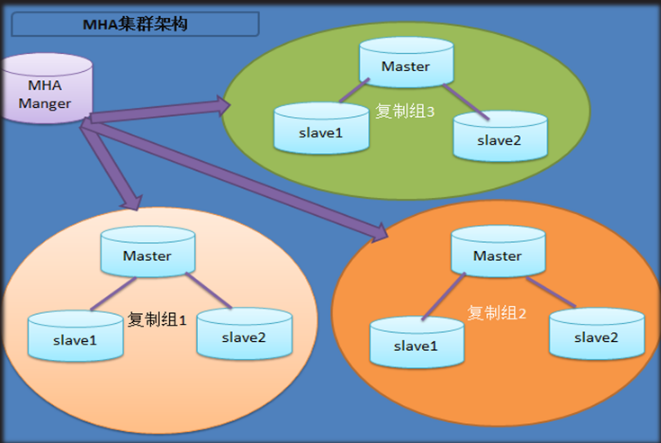 MHA集群架构
MHA
Manger
Master
复制组3
slave1
slave2
Master
复制组1
slave1
slave2
Master
复制组2
slave1
slave2